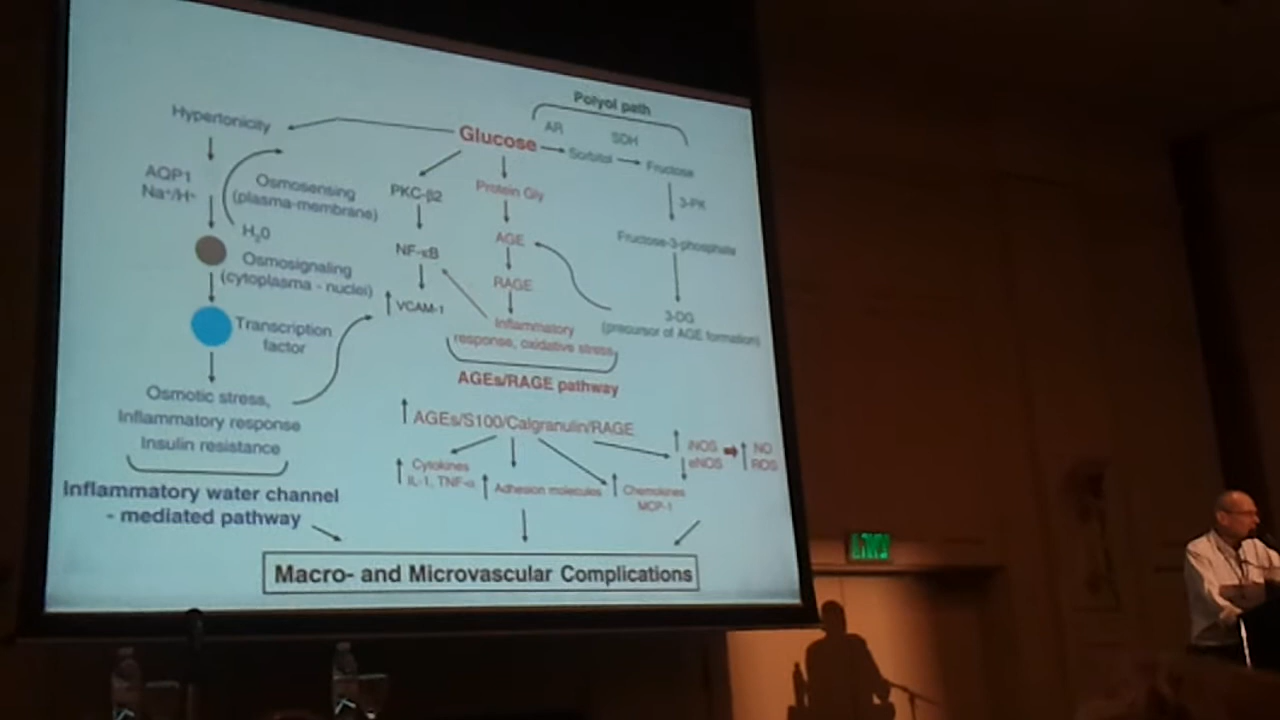 Polyol path
Hypertonicity
Glucose
AR
SDH
Sorbitol
Fructose
AQP1
Na⁺/H⁺
Osmosensing
(plasma-membrane)
PKC-β2
Protein Gly
3-PK
H₂0
NF-κB
AGE
Fructose-3-phosphate
Osmosignaling
(cytoplasma - nuclei)
RAGE
VCAM-1
3-DG
(precursor of AGE formation)
Transcription
factor
Inflammatory
response, oxidative stress
AGEs/RAGE pathway
Osmotic stress,
Inflammatory response
Insulin resistance
AGEs/S100/Calgranulin/RAGE
iNOS
NO
eNOS
ROS
Cytokines
IL-1, TNF-α
Adhesion molecules
Chemokines
MCP-1
Inflammatory water channel
- mediated pathway
Macro- and Microvascular Complications